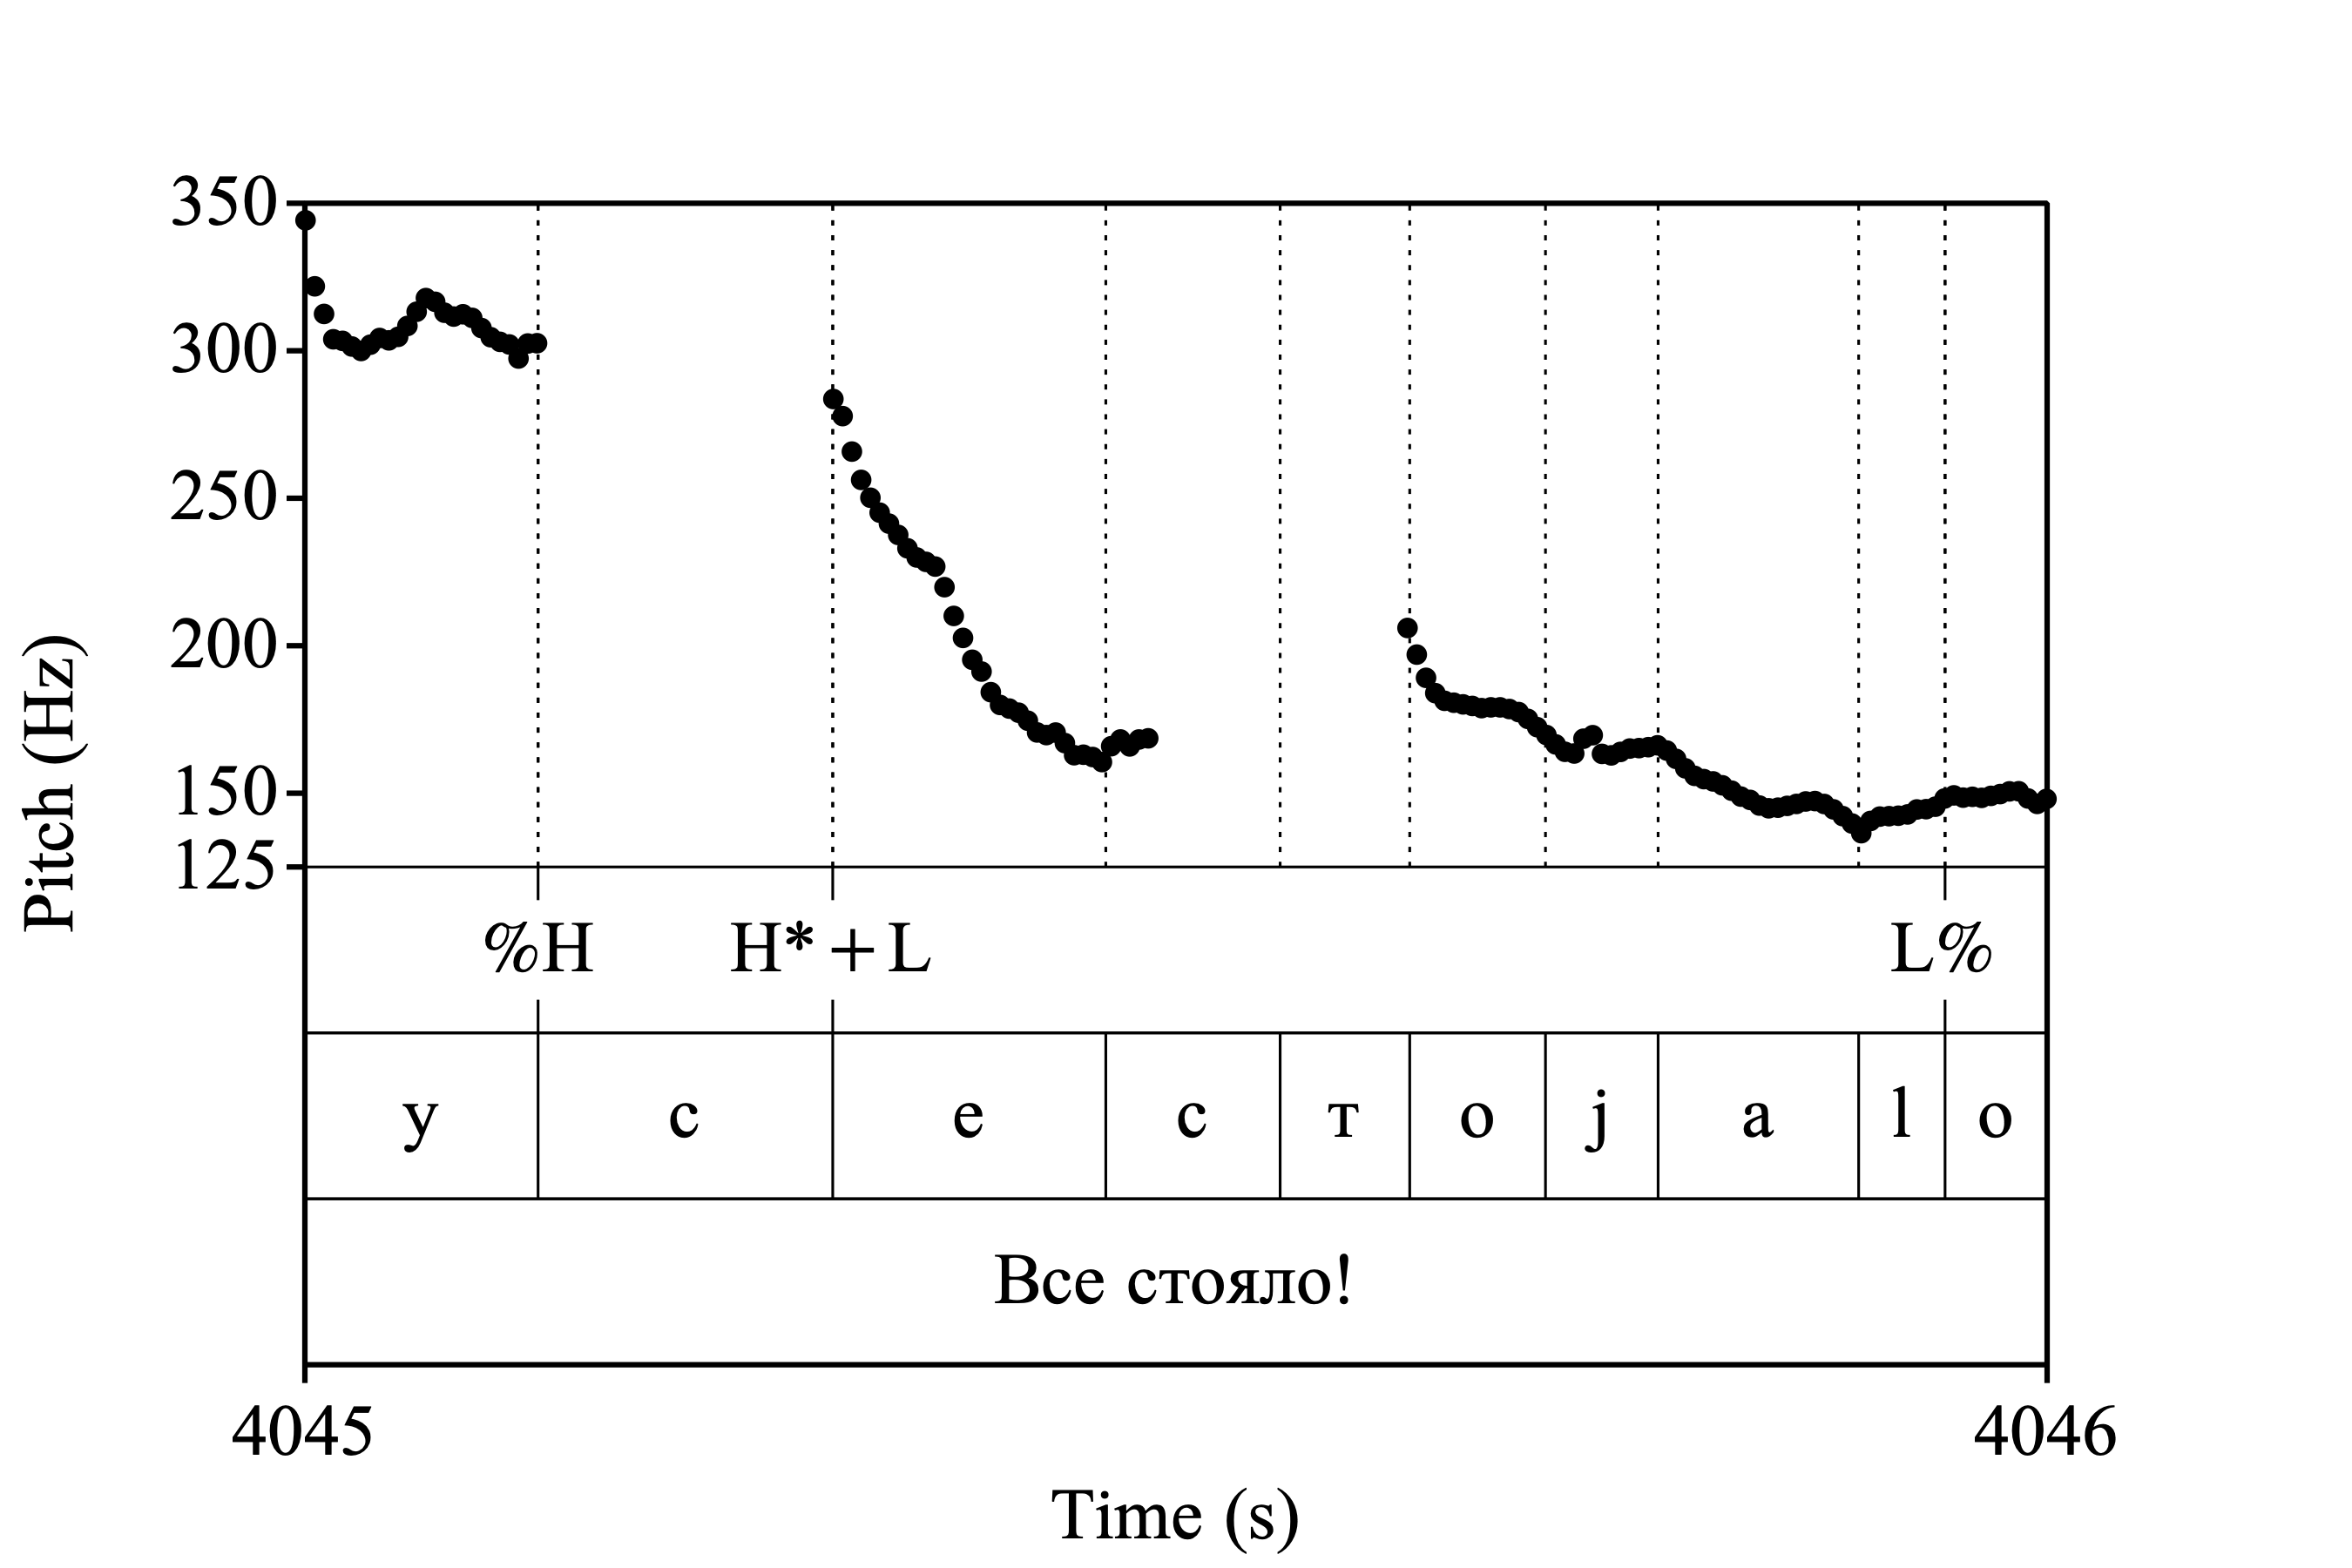 350
300
250
200
150
125
Pitch (Hz)
%H H*+L L%
у с е с т о j a l о
Все стояло!
4045 4046
Time (s)